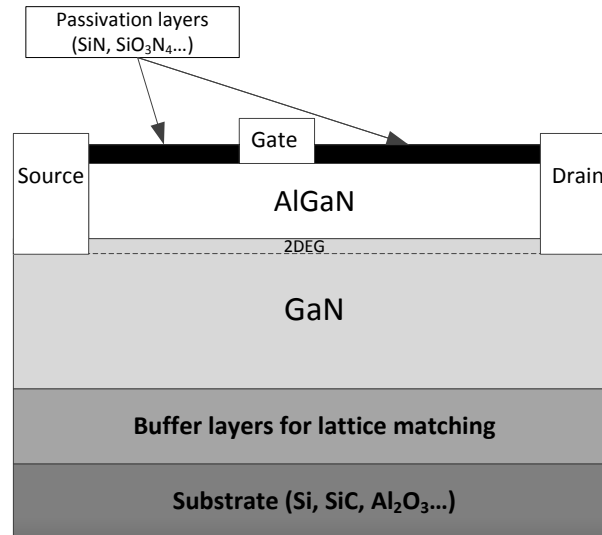 Passivation layers
(SiN, SiO₃N₄...)
Gate
Source
Drain
AlGaN
2DEG
GaN
Buffer layers for lattice matching
Substrate (Si, SiC, Al₂O₃...)